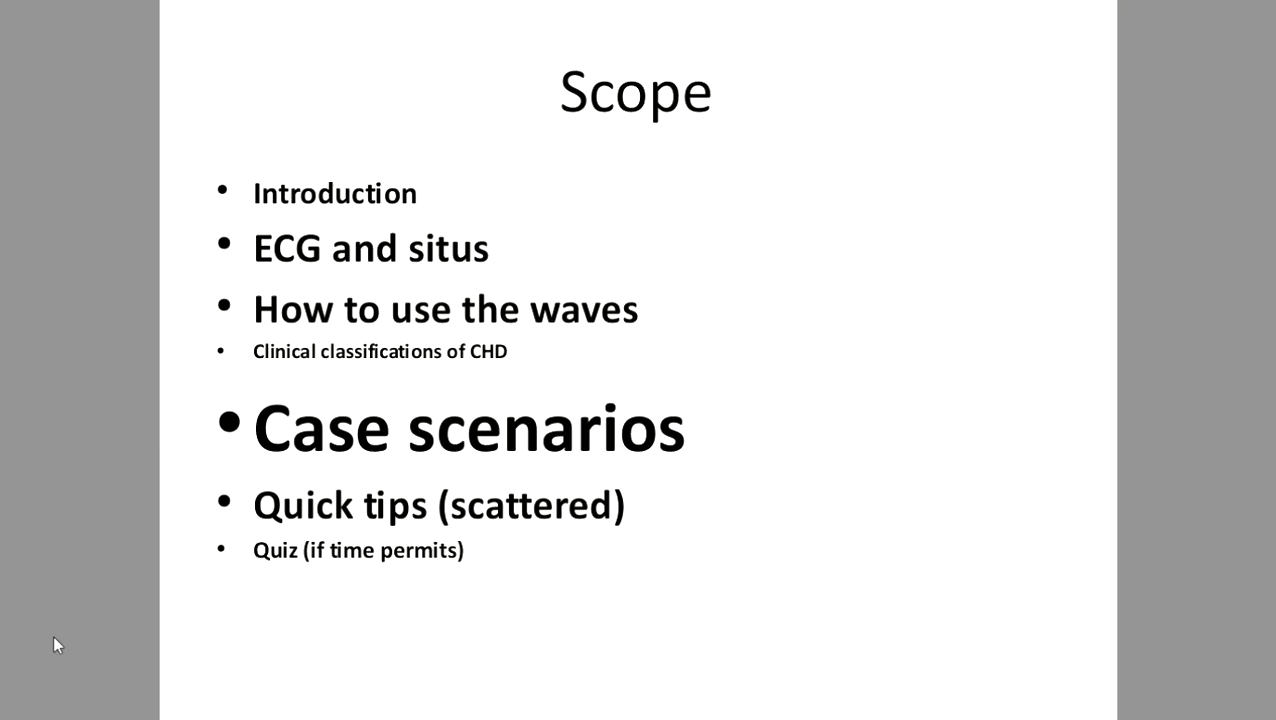 Scope
• Introduction
• ECG and situs
• How to use the waves
• Clinical classifications of CHD
• Case scenarios
• Quick tips (scattered)
• Quiz (if time permits)